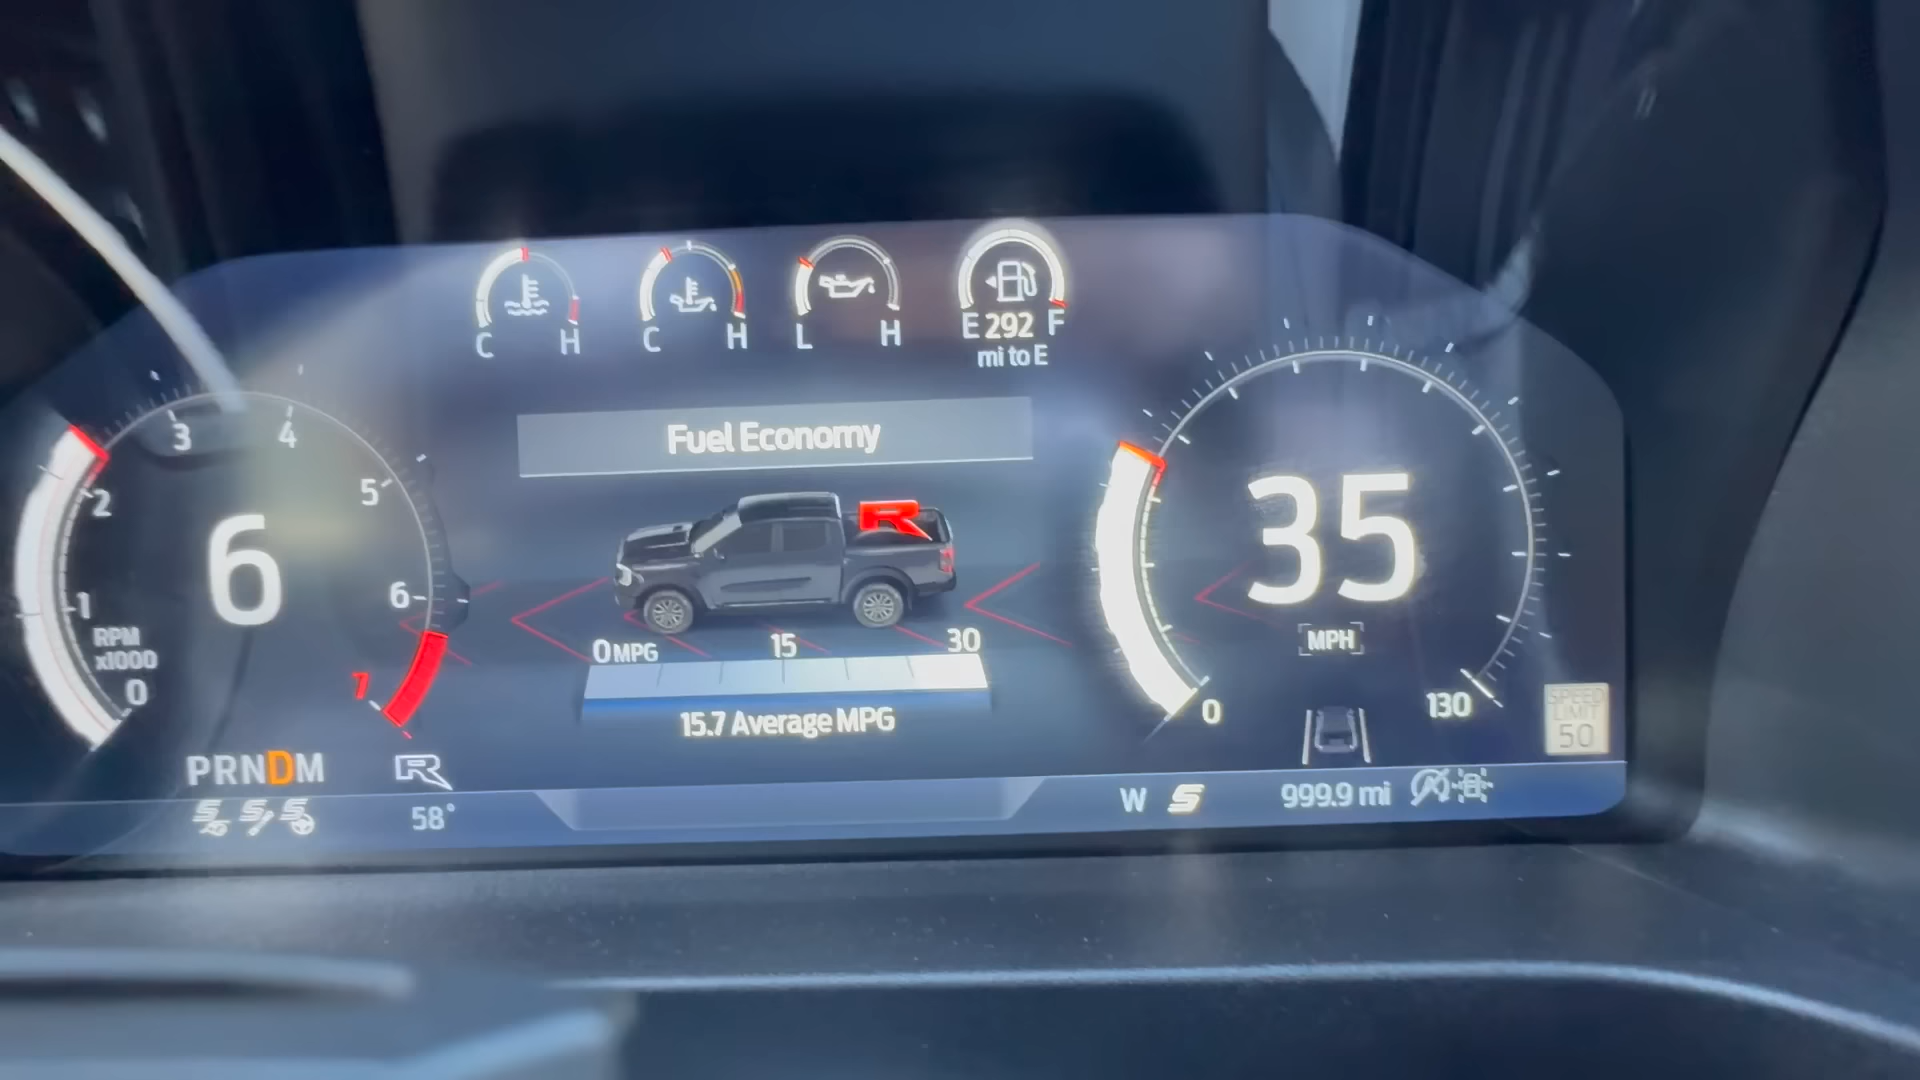 C H
C H
L H
E 292 F
mi to E
Fuel Economy
0 1 2 3 4 5 6 7
RPM
x1000
6
R
0 MPG 15 30
15.7 Average MPG
35
MPH
0 130
SPEED
LIMIT
50
PRNDM
R
58°
W S 999.9 mi